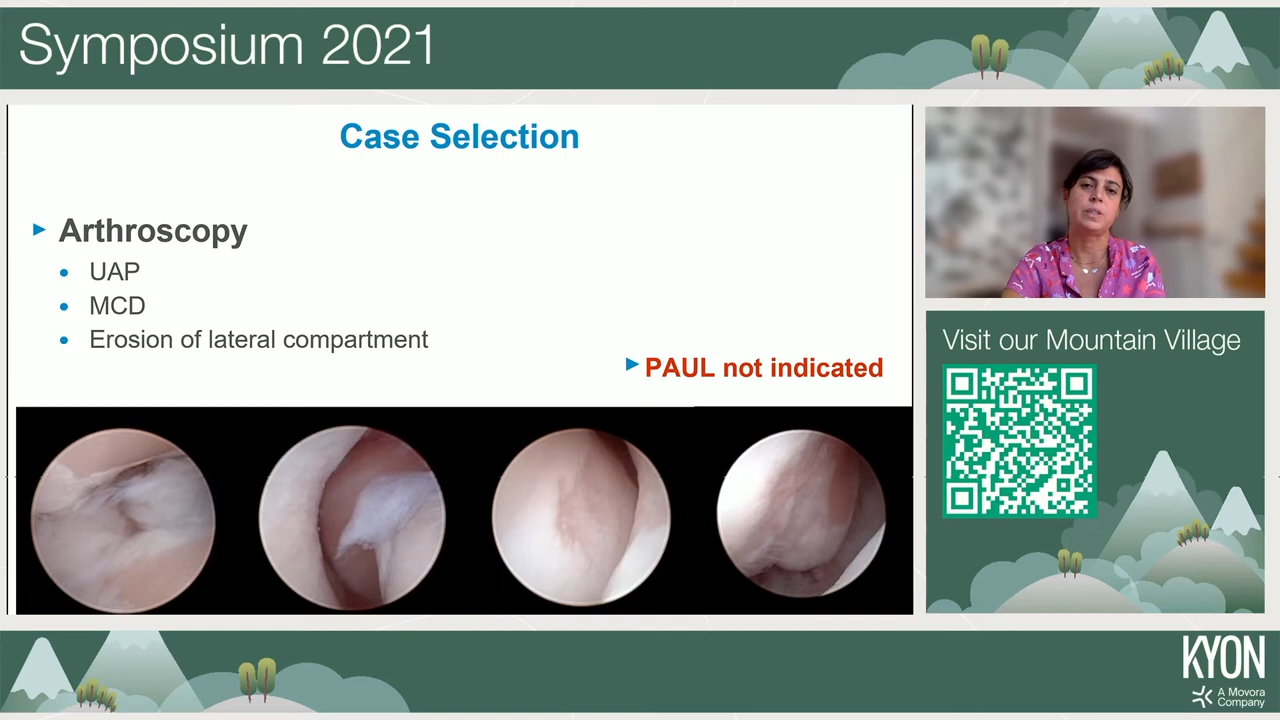 Symposium 2021
Case Selection
Arthroscopy
UAP
MCD
Erosion of lateral compartment
PAUL not indicated
Visit our Mountain Village
KYON
A Movora
Company